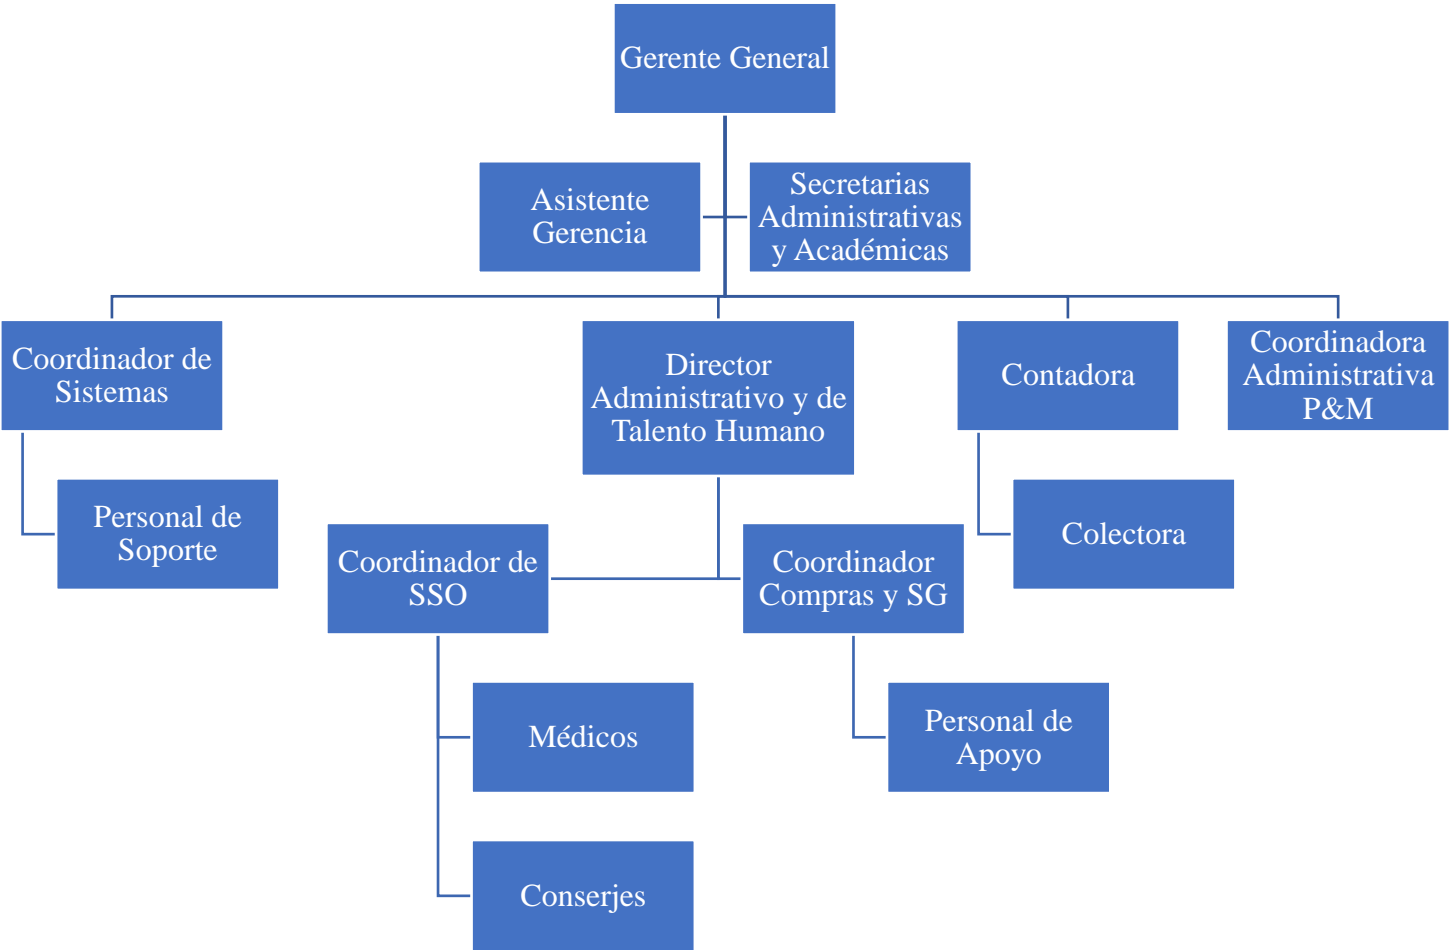 Gerente General
Asistente
Gerencia
Secretarias
Administrativas
y Académicas
Coordinador de
Sistemas
Director
Administrativo y de
Talento Humano
Contadora
Coordinadora
Administrativa
P&M
Personal de
Soporte
Coordinador de
SSO
Coordinador
Compras y SG
Colectora
Médicos
Personal de
Apoyo
Conserjes